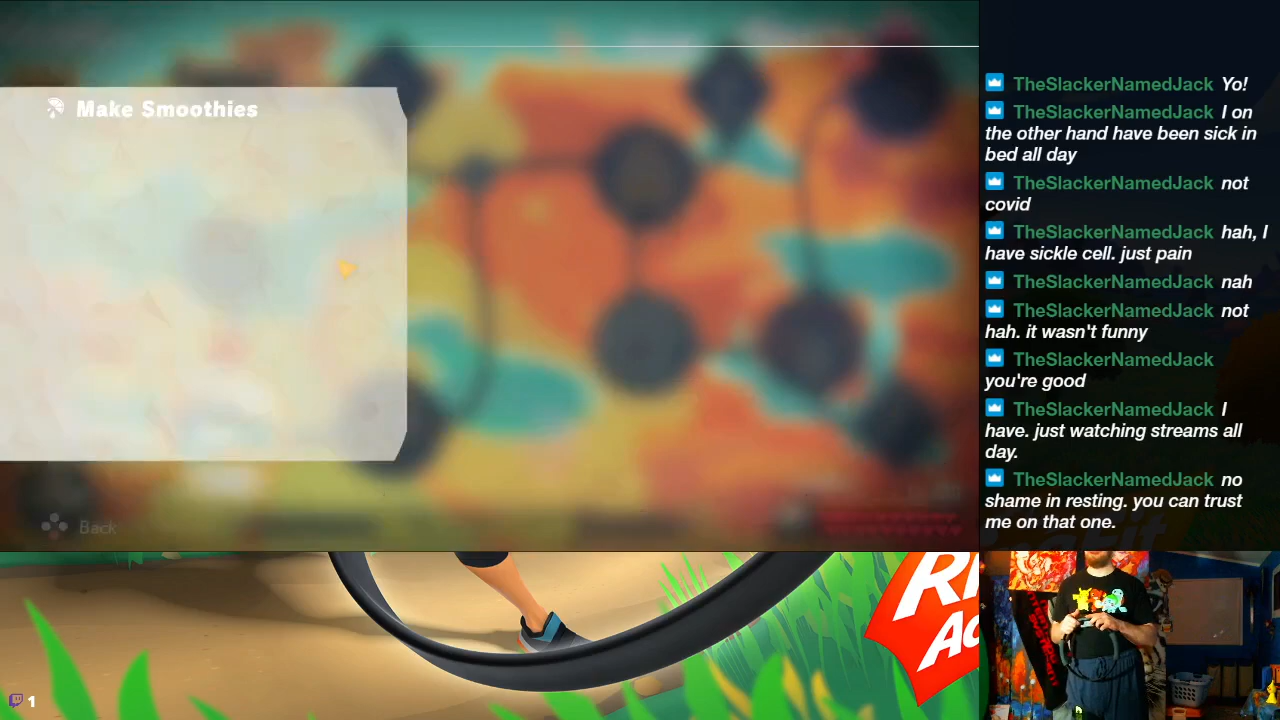 Make Smoothies
Back
TheSlackerNamedJack Yo!
TheSlackerNamedJack I on
the other hand have been sick in
bed all day
TheSlackerNamedJack not
covid
TheSlackerNamedJack hah, I
have sickle cell. just pain
TheSlackerNamedJack nah
TheSlackerNamedJack not
hah. it wasn't funny
TheSlackerNamedJack
you're good
TheSlackerNamedJack I
have. just watching streams all
day.
TheSlackerNamedJack no
shame in resting. you can trust
me on that one.
1